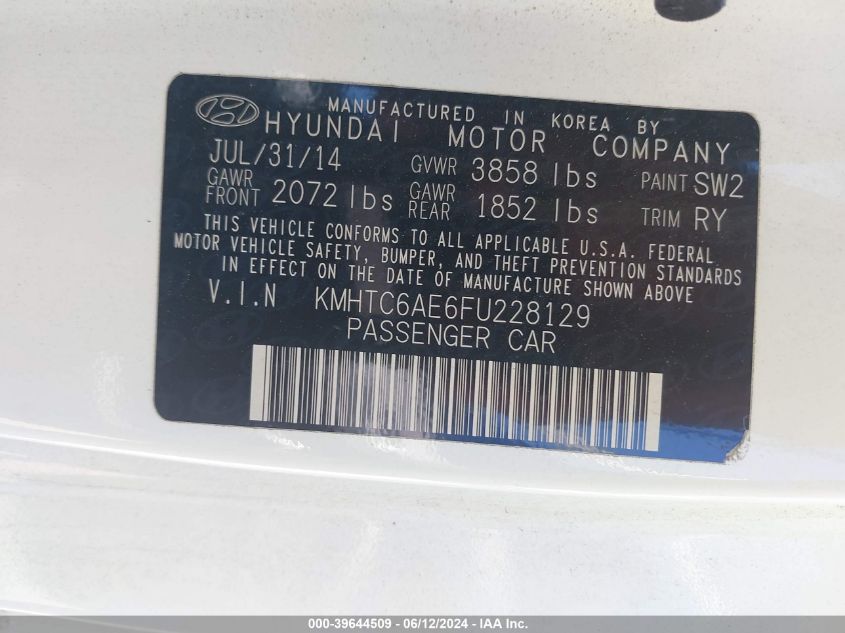 MANUFACTURED IN KOREA BY
HYUNDAI MOTOR COMPANY
JUL/31/14 GVWR 3858 lbs PAINT SW2
GAWR FRONT 2072 lbs GAWR REAR 1852 lbs TRIM RY
THIS VEHICLE CONFORMS TO ALL APPLICABLE U.S.A. FEDERAL
MOTOR VEHICLE SAFETY, BUMPER, AND THEFT PREVENTION STANDARDS
IN EFFECT ON THE DATE OF MANUFACTURE SHOWN ABOVE
V.I.N KMHTC6AE6FU228129
PASSENGER CAR
000-39644509 - 06/12/2024 - IAA Inc.